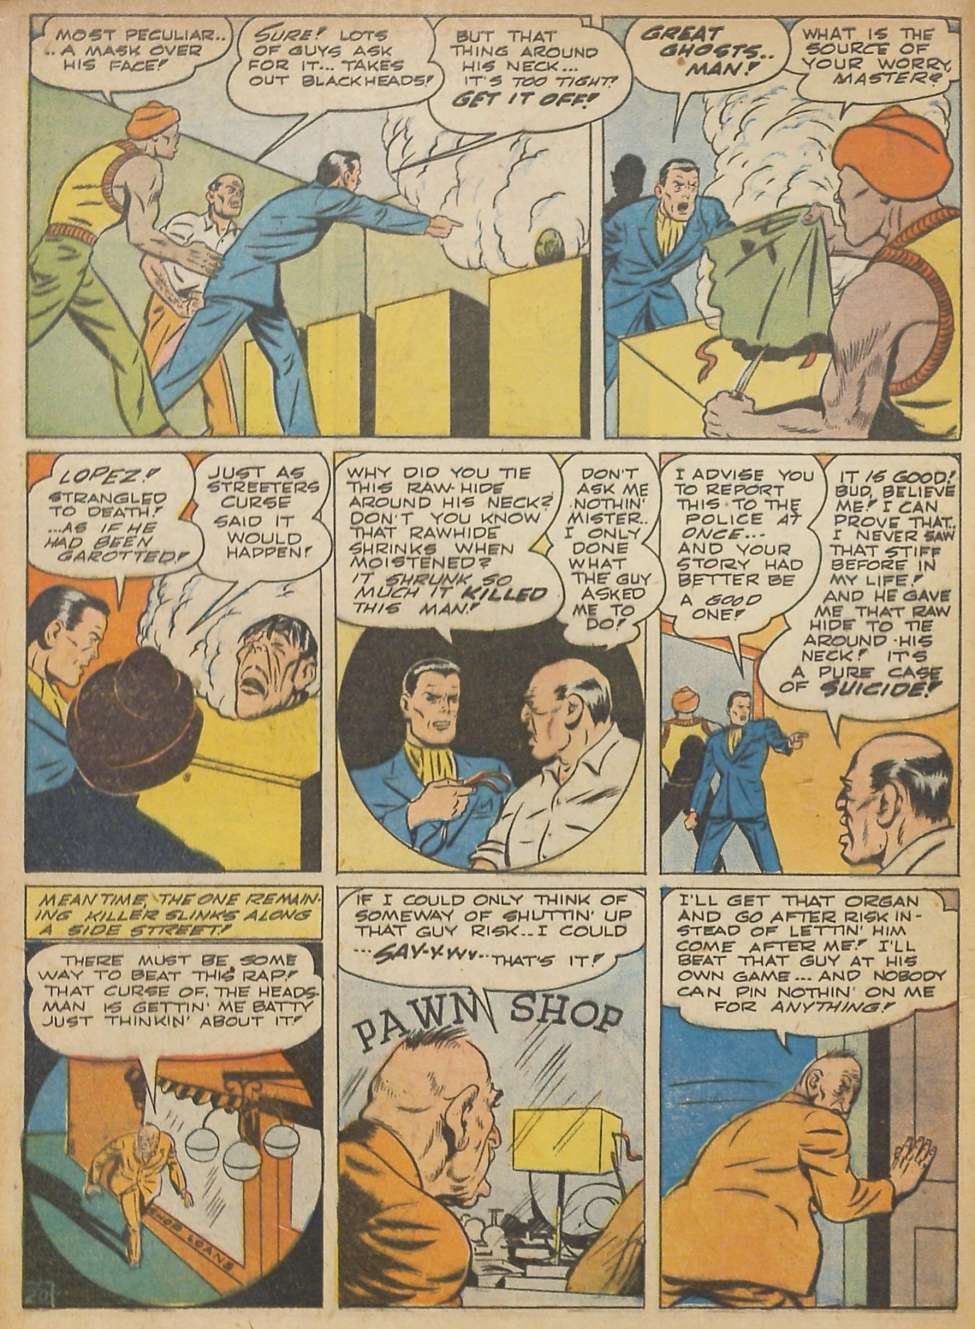 MOST PECULIAR..
..A MASK OVER
HIS FACE!
SURE! LOTS
OF GUYS ASK
FOR IT... TAKES
OUT BLACKHEADS!
BUT THAT
THING AROUND
HIS NECK...
IT'S TOO TIGHT!
GET IT OFF!
GREAT
GHOSTS..
MAN!
WHAT IS THE
SOURCE OF
YOUR WORRY,
MASTER?
LOPEZ!
STRANGLED
TO DEATH!
...AS IF HE
HAD BEEN
GAROTTED!
JUST AS
STREETERS
CURSE
SAID IT
WOULD
HAPPEN!
WHY DID YOU TIE
THIS RAW-HIDE
AROUND HIS NECK?
DON'T YOU KNOW
THAT RAWHIDE
SHRINKS WHEN
MOISTENED?
IT SHRUNK SO
MUCH IT KILLED
THIS MAN!
DON'T
ASK ME
NOTHIN'
MISTER..
I ONLY
DONE
WHAT
THE GUY
ASKED
ME TO
DO!
I ADVISE YOU
TO REPORT
THIS TO THE
POLICE AT
ONCE...
AND YOUR
STORY HAD
BETTER BE
A GOOD
ONE!
IT IS GOOD!
BUD, BELIEVE
ME! I CAN
PROVE THAT..
I NEVER SAW
THAT STIFF
BEFORE IN
MY LIFE!
AND HE GAVE
ME THAT RAW
HIDE TO TIE
AROUND HIS
NECK! IT'S
A PURE CASE
OF SUICIDE!
MEANTIME, THE ONE REMAIN-
ING KILLER SLINKS ALONG
A SIDE STREET!
THERE MUST BE SOME
WAY TO BEAT THIS RAP!
THAT CURSE OF THE HEADS-
MAN IS GETTIN' ME BATTY
JUST THINKIN' ABOUT IT!
LOANS
20
IF I COULD ONLY THINK OF
SOMEWAY OF SHUTTIN' UP
THAT GUY RISK... I COULD
...SAY-Y-YY... THAT'S IT!
PAWN SHOP
I'LL GET THAT ORGAN
AND GO AFTER RISK IN-
STEAD OF LETTIN' HIM
COME AFTER ME! I'LL
BEAT THAT GUY AT HIS
OWN GAME... AND NOBODY
CAN PIN NOTHIN' ON ME
FOR ANYTHING!